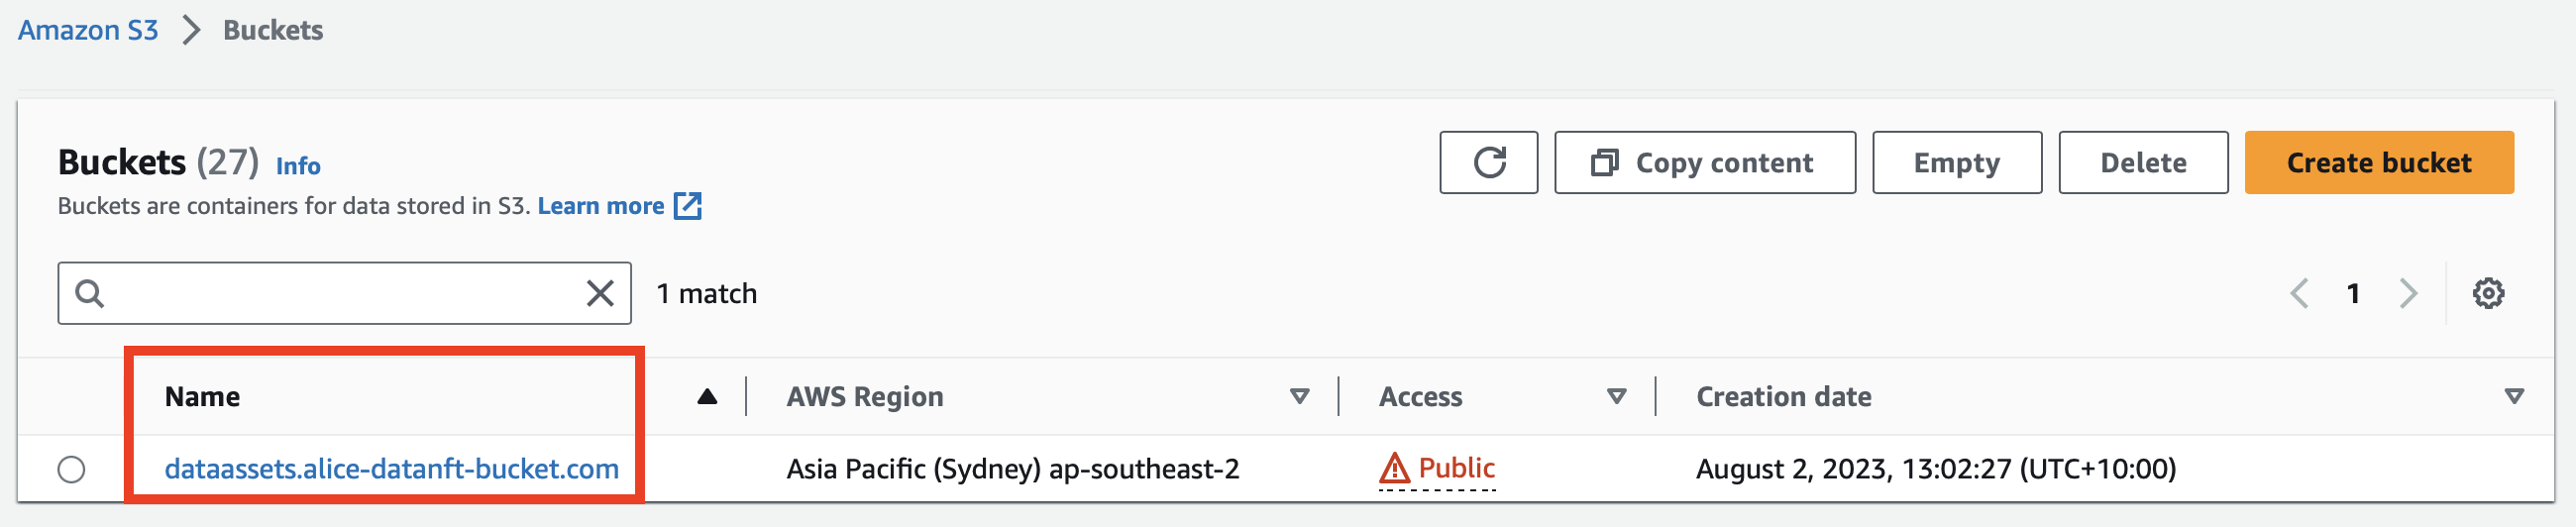 Amazon S3 > Buckets
Buckets (27) Info
Copy content
Empty
Delete
Create bucket
Buckets are containers for data stored in S3. Learn more
1 match
1
Name
AWS Region
Access
Creation date
dataassets.alice-datanft-bucket.com
Asia Pacific (Sydney) ap-southeast-2
Public
August 2, 2023, 13:02:27 (UTC+10:00)